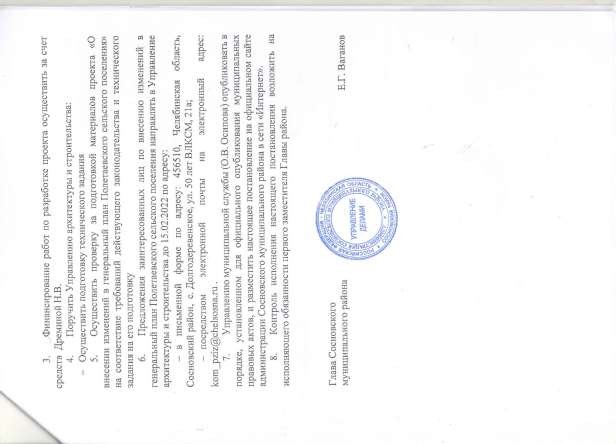 3. Финансирование работ по разработке проекта осуществить за счет
средств Дремкиной Н.В.
4. Поручить Управлению архитектуры и строительства:
– Осуществить подготовку технического задания
5. Осуществить проверку за подготовкой материалов проекта «О
внесении изменений в генеральный план Полетаевского сельского поселения»
на соответствие требований действующего законодательства и технического
задания на его подготовку
6. Предложения заинтересованных лиц по внесению изменений в
генеральный план Полетаевского сельского поселения направлять в Управление
архитектуры и строительства до 15.02.2022 по адресу:
– в письменной форме по адресу: 456510, Челябинская область,
Сосновский район, с. Долгодеревенское, ул. 50 лет ВЛКСМ, 21а;
– посредством электронной почты на электронный адрес:
kom_pziz@chelsosna.ru .
7. Управлению муниципальной службы (О.В. Осипова) опубликовать в
порядке, установленном для официального опубликования муниципальных
правовых актов, и разместить настоящее постановление на официальном сайте
администрации Сосновского муниципального района в сети «Интернет».
8. Контроль исполнения настоящего постановления возложить на
исполняющего обязанности первого заместителя Главы района.
Глава Сосновского
муниципального района Е.Г. Ваганов
УПРАВЛЕНИЕ
ДЕЛАМИ